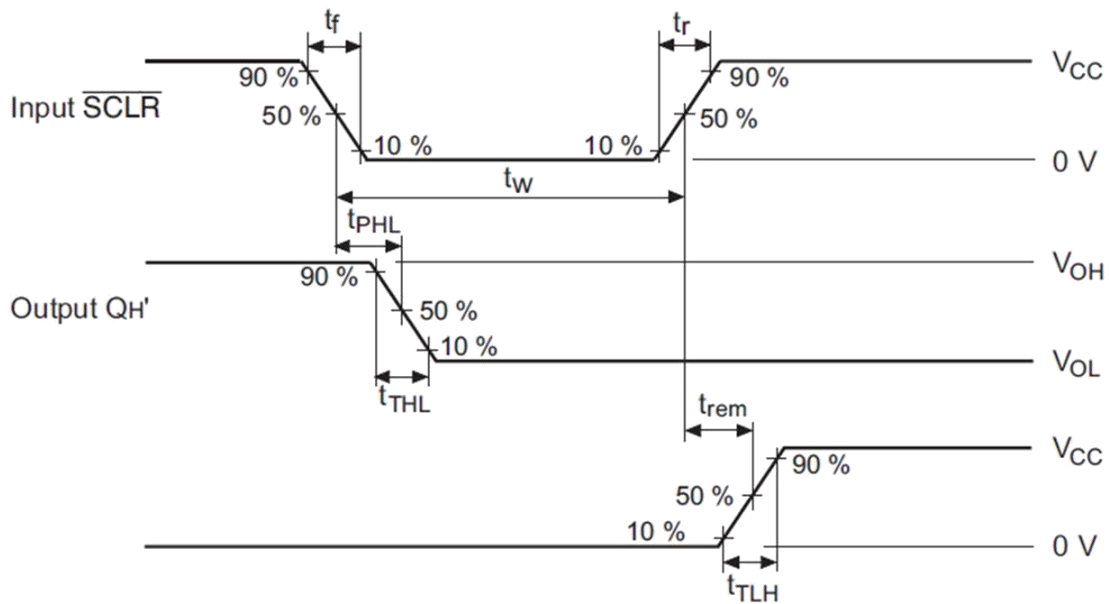 tf
tr
VCC
90 %
90 %
Input SCLR
50 %
50 %
10 %
10 %
0 V
tW
tPHL
VOH
90 %
Output QH'
50 %
10 %
VOL
tTHL
trem
VCC
90 %
50 %
10 %
0 V
tTLH